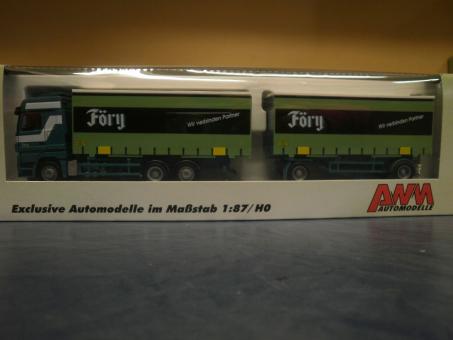 Föry
Wir verbinden Partner
Föry
Wir verbinden Partner
Exclusive Automodelle im Maßstab 1:87/H0
AWM
AUTOMODELLE